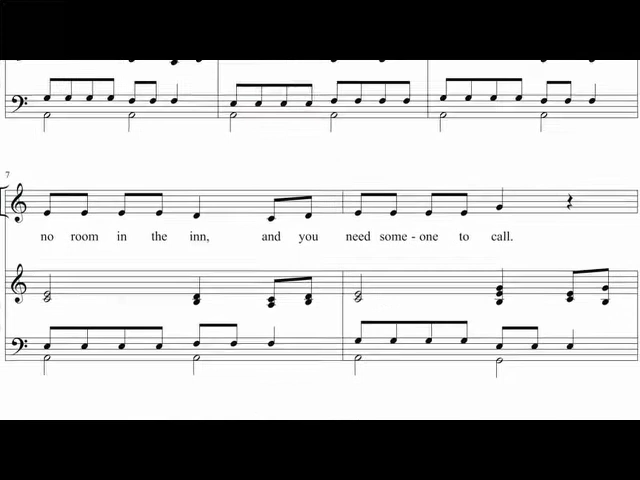 7
no room in the inn, and you need some - one to call.